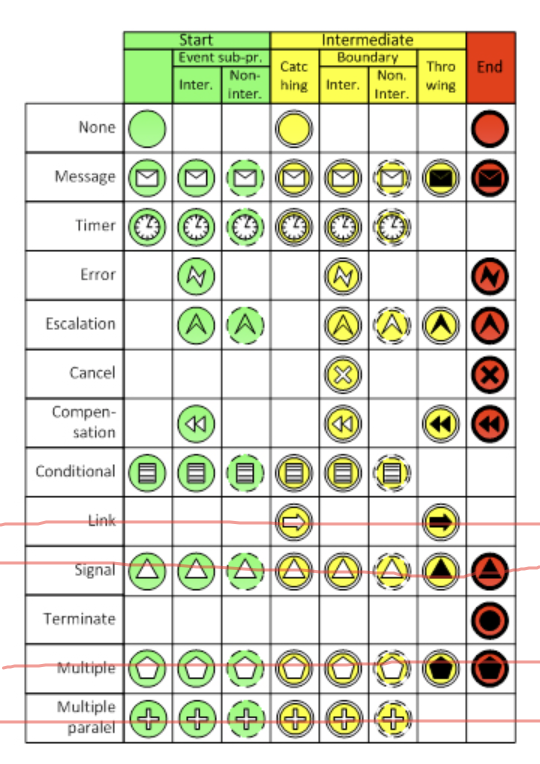 Start
Intermediate
End
Event sub-pr.
Catc
hing
Boundary
Thro
wing
Inter.
Non-
inter.
Inter.
Non.
Inter.
None
Message
Timer
Error
Escalation
Cancel
Compen-
sation
Conditional
Link
Signal
Terminate
Multiple
Multiple
paralel